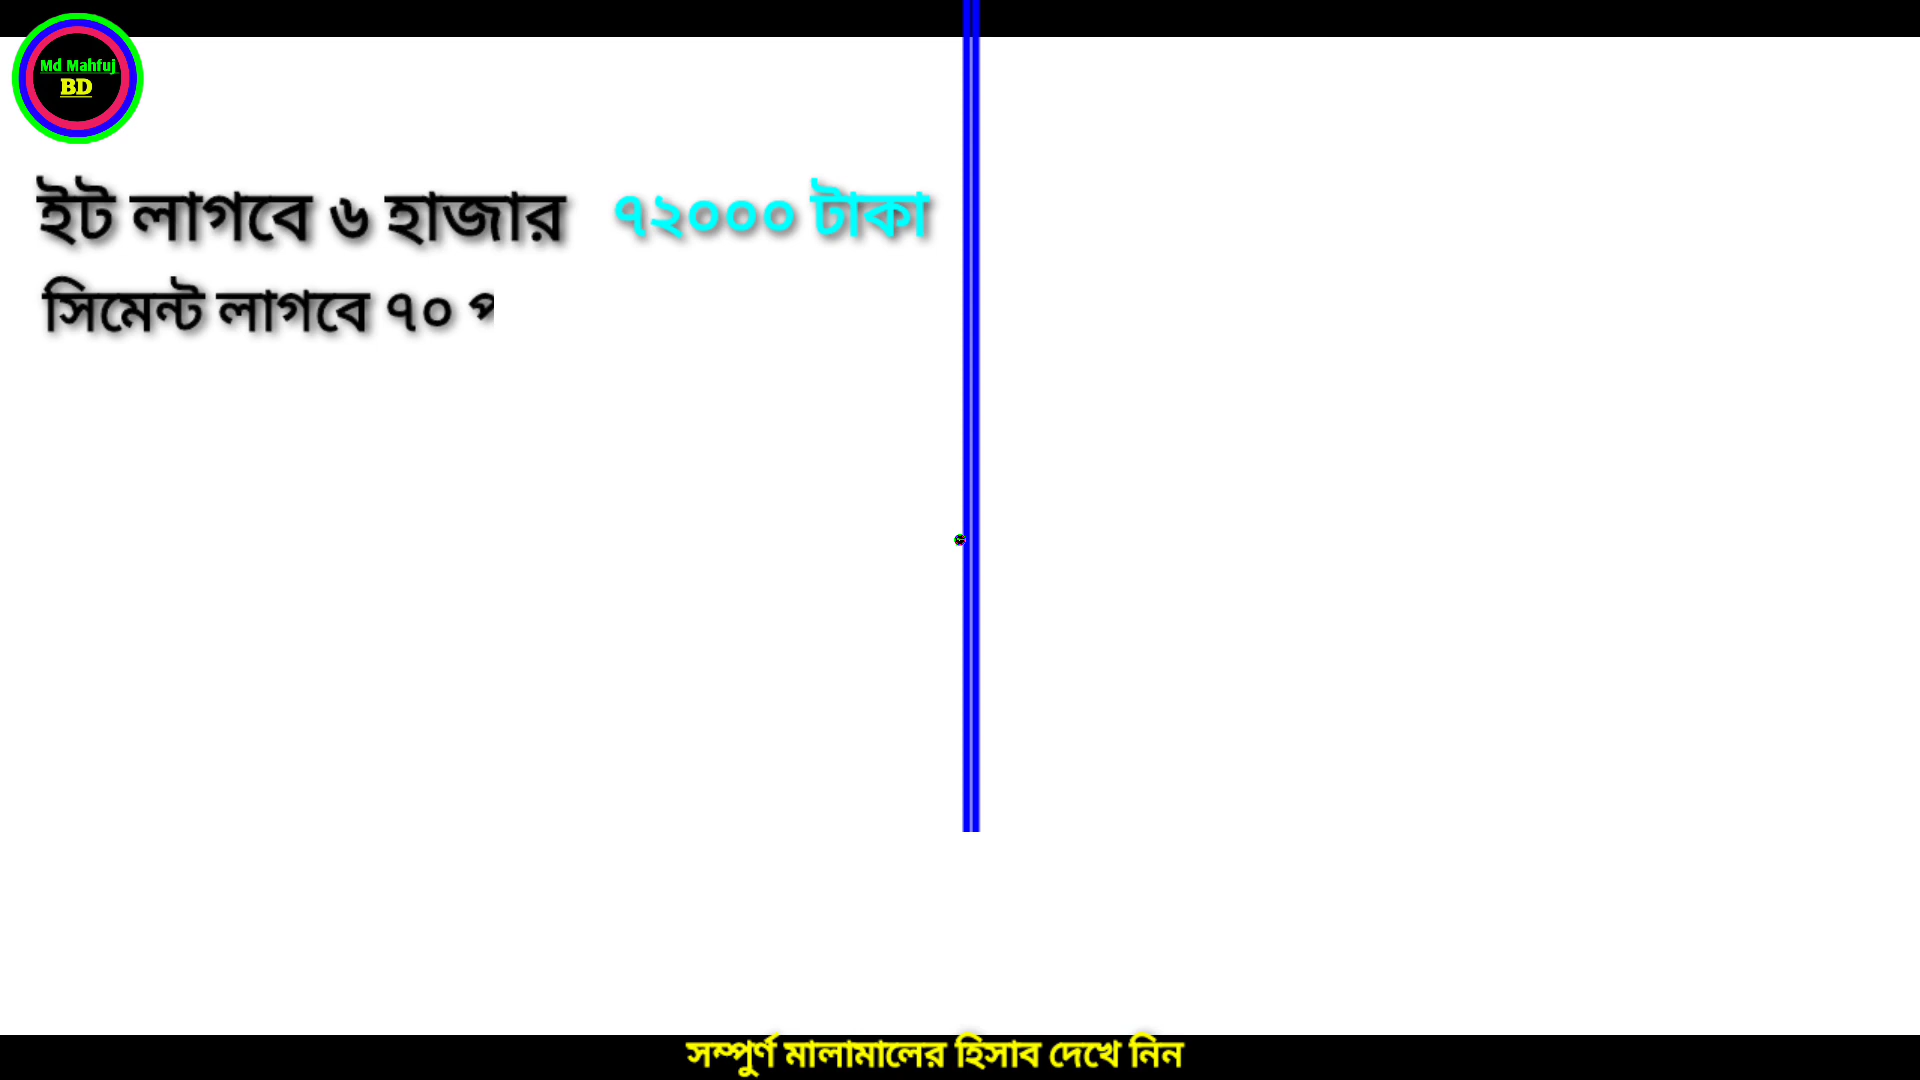 Md Mahfuj
BD
ইট লাগবে ৬ হাজার ৭২০০০ টাকা
সিমেন্ট লাগবে ৭০
সম্পুর্ণ মালামালের হিসাব দেখে নিন